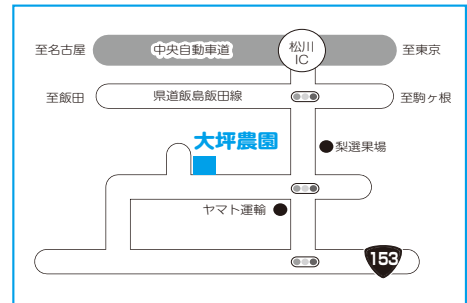 至名古屋
中央自動車道
松川
IC
至東京
至飯田
県道飯島飯田線
至駒ヶ根
大坪農園
梨選果場
ヤマト運輸
153